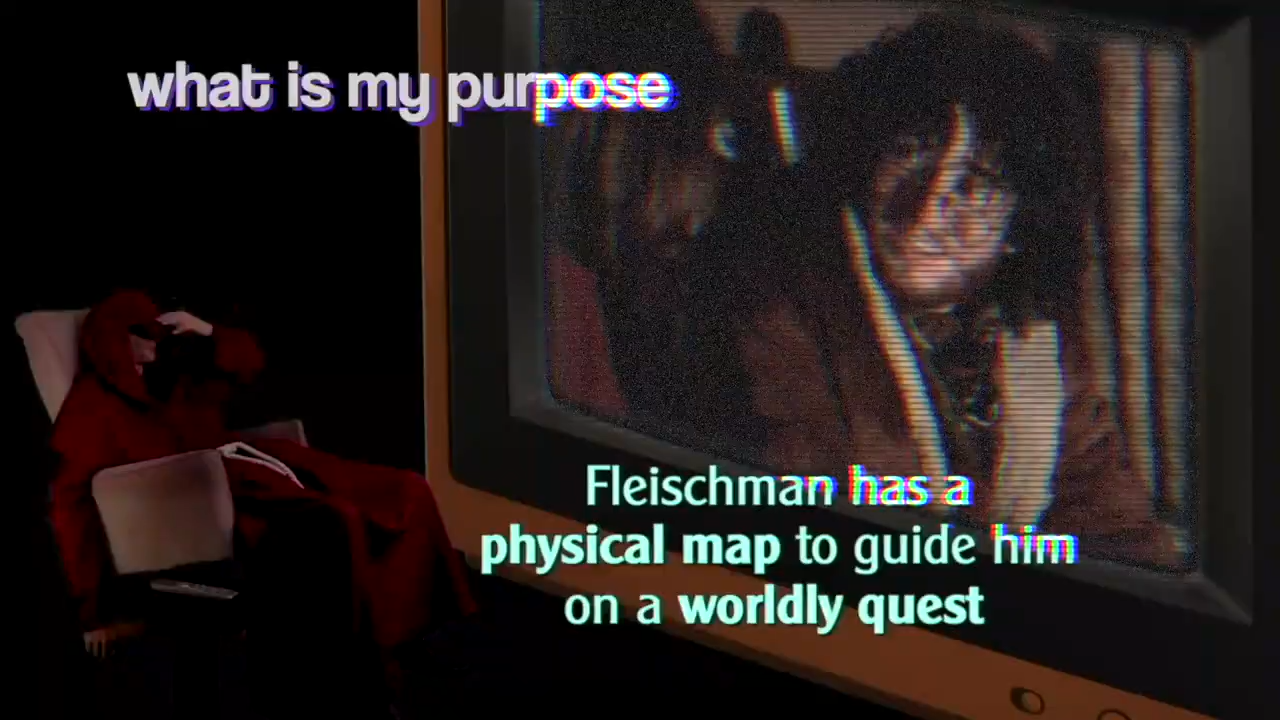 what is my purpose
Fleischman has a
physical map to guide him
on a worldly quest